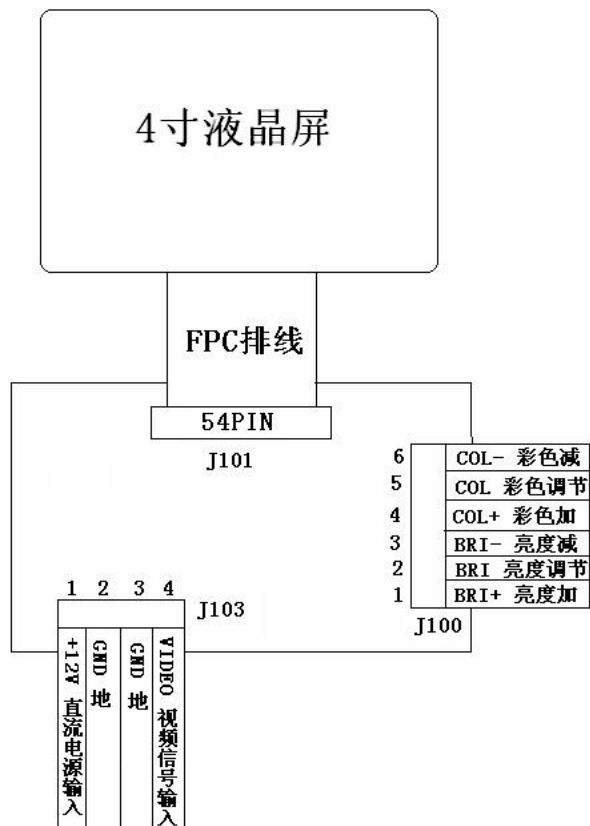 4寸液晶屏
FPC排线
54PIN
J101
6 COL- 彩色减
5 COL 彩色调节
4 COL+ 彩色加
3 BRI- 亮度减
2 BRI 亮度调节
1 BRI+ 亮度加
J100
1 2 3 4
J103
+12V 直流电源输入
GND 地
GND 地
VIDEO 视频信号输入